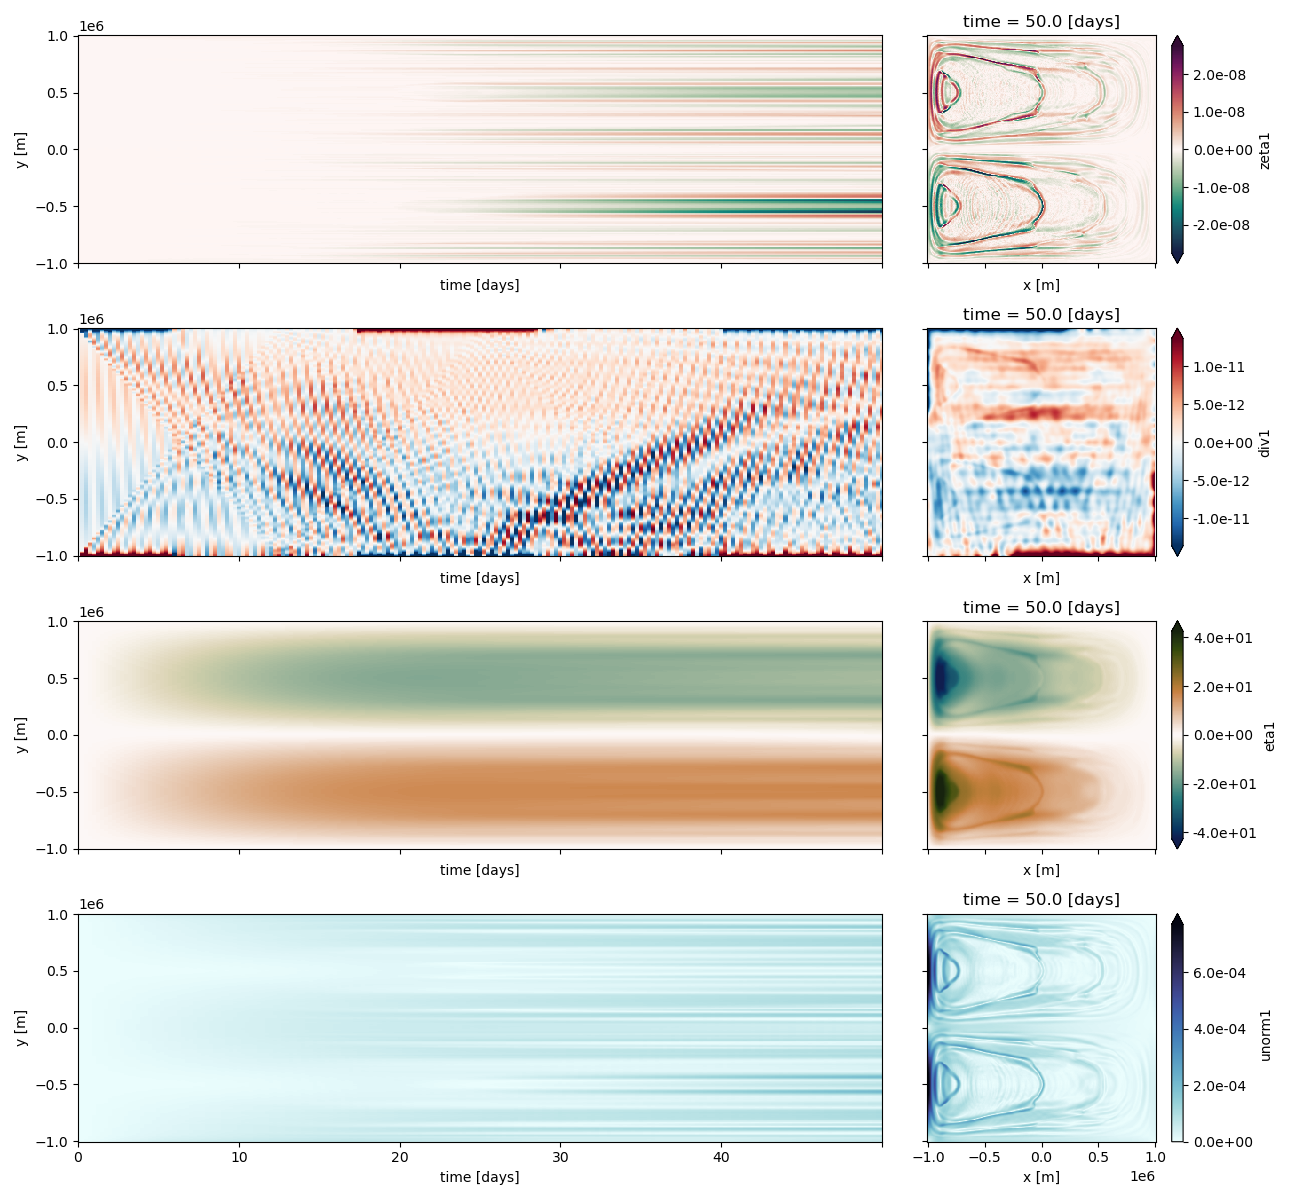 1e6
time = 50.0 [days]
1.0
0.5
0.0
−0.5
−1.0
y [m]
time [days]
x [m]
2.0e-08
1.0e-08
0.0e+00
-1.0e-08
-2.0e-08
zeta1
1e6
time = 50.0 [days]
1.0
0.5
0.0
−0.5
−1.0
y [m]
time [days]
x [m]
1.0e-11
5.0e-12
0.0e+00
-5.0e-12
-1.0e-11
div1
1e6
time = 50.0 [days]
1.0
0.5
0.0
−0.5
−1.0
y [m]
time [days]
x [m]
4.0e+01
2.0e+01
0.0e+00
-2.0e+01
-4.0e+01
eta1
1e6
time = 50.0 [days]
1.0
0.5
0.0
−0.5
−1.0
y [m]
0 10 20 30 40
time [days]
−1.0 −0.5 0.0 0.5 1.0
x [m]
1e6
6.0e-04
4.0e-04
2.0e-04
0.0e+00
unorm1